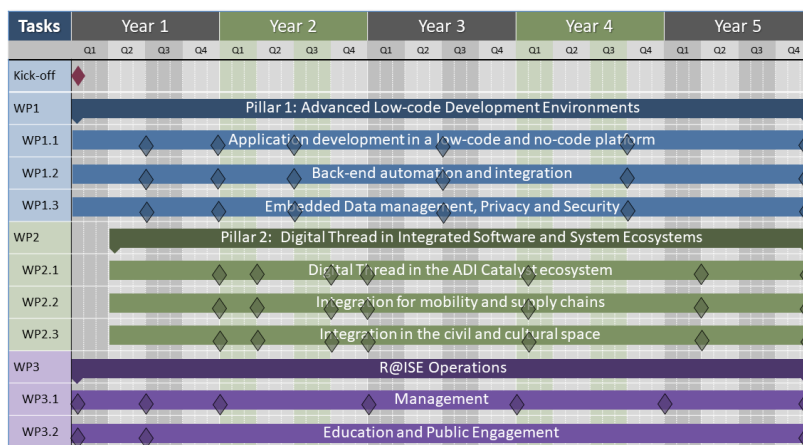 Tasks Year 1 Year 2 Year 3 Year 4 Year 5
Q1 Q2 Q3 Q4 Q1 Q2 Q3 Q4 Q1 Q2 Q3 Q4 Q1 Q2 Q3 Q4 Q1 Q2 Q3 Q4
Kick-off
WP1 Pillar 1: Advanced Low-code Development Environments
WP1.1 Application development in a low-code and no-code platform
WP1.2 Back-end automation and integration
WP1.3 Embedded Data management, Privacy and Security
WP2 Pillar 2: Digital Thread in Integrated Software and System Ecosystems
WP2.1 Digital Thread in the ADI Catalyst ecosystem
WP2.2 Integration for mobility and supply chains
WP2.3 Integration in the civil and cultural space
WP3 R@ISE Operations
WP3.1 Management
WP3.2 Education and Public Engagement